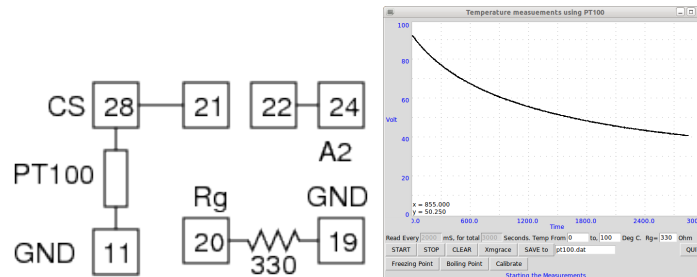 CS 28 21 22 24
A2
PT100
Rg GND
GND 11 20 19
330
Temperature measuements using PT100
100
80
60
Volt
40
20
0
x = 855.000
y = 50.250
0.0 600.0 1200.0 1800.0 2400.0 300
Time
Read Every mS. for total Seconds. Temp From 0 to, 100 Deg C. Rg= 330 Ohm
START STOP CLEAR Xmgrace SAVE to pt100.dat QUI
Freezing Point Boiling Point Calibrate
Starting the Measurements